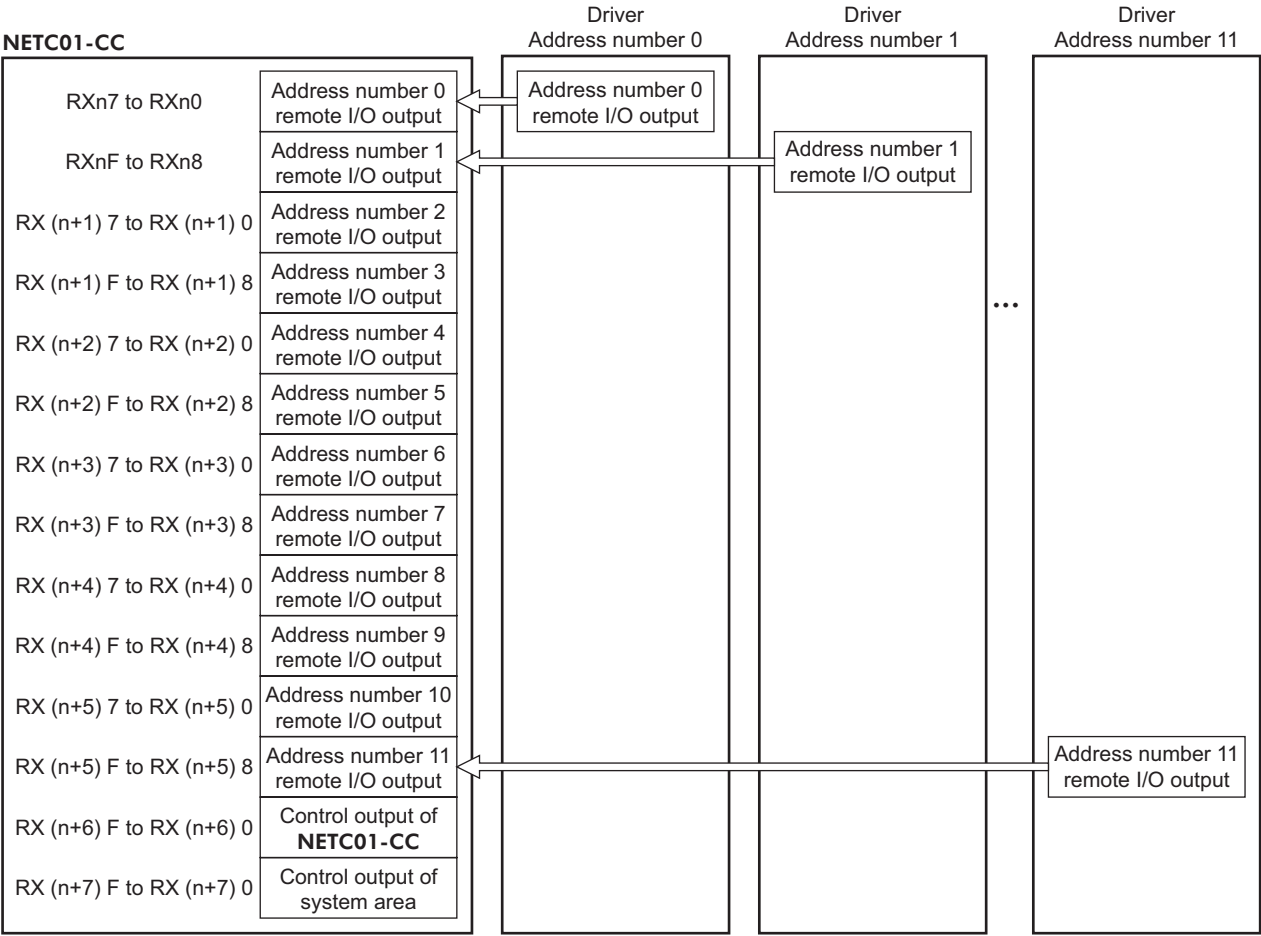 Driver
Address number 0
Driver
Address number 1
Driver
Address number 11
NETC01-CC
RXn7 to RXn0
Address number 0
remote I/O output
Address number 0
remote I/O output
RXnF to RXn8
Address number 1
remote I/O output
Address number 1
remote I/O output
RX (n+1) 7 to RX (n+1) 0
Address number 2
remote I/O output
RX (n+1) F to RX (n+1) 8
Address number 3
remote I/O output
...
RX (n+2) 7 to RX (n+2) 0
Address number 4
remote I/O output
RX (n+2) F to RX (n+2) 8
Address number 5
remote I/O output
RX (n+3) 7 to RX (n+3) 0
Address number 6
remote I/O output
RX (n+3) F to RX (n+3) 8
Address number 7
remote I/O output
RX (n+4) 7 to RX (n+4) 0
Address number 8
remote I/O output
RX (n+4) F to RX (n+4) 8
Address number 9
remote I/O output
RX (n+5) 7 to RX (n+5) 0
Address number 10
remote I/O output
RX (n+5) F to RX (n+5) 8
Address number 11
remote I/O output
Address number 11
remote I/O output
RX (n+6) F to RX (n+6) 0
Control output of
NETC01-CC
RX (n+7) F to RX (n+7) 0
Control output of
system area